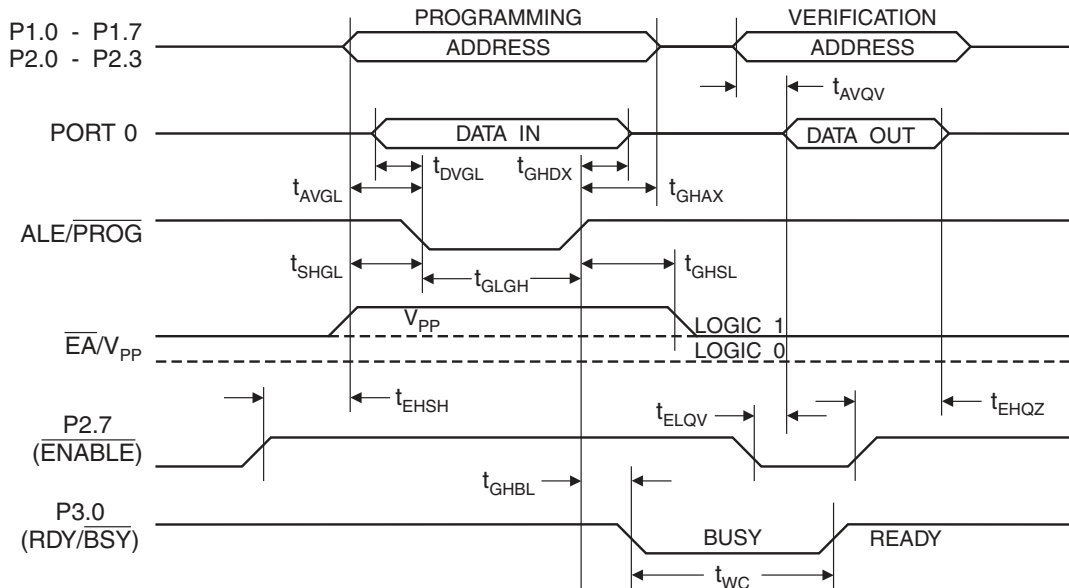 PROGRAMMING VERIFICATION
P1.0 - P1.7
P2.0 - P2.3
ADDRESS ADDRESS
tAVQV
PORT 0 DATA IN DATA OUT
tDVGL tGHDX
tAVGL tGHAX
ALE/PROG
tSHGL tGLGH tGHSL
VPP LOGIC 1
EA/VPP
LOGIC 0
tEHSH tELQV tEHQZ
P2.7
(ENABLE)
tGHBL
P3.0
(RDY/BSY) BUSY READY
tWC